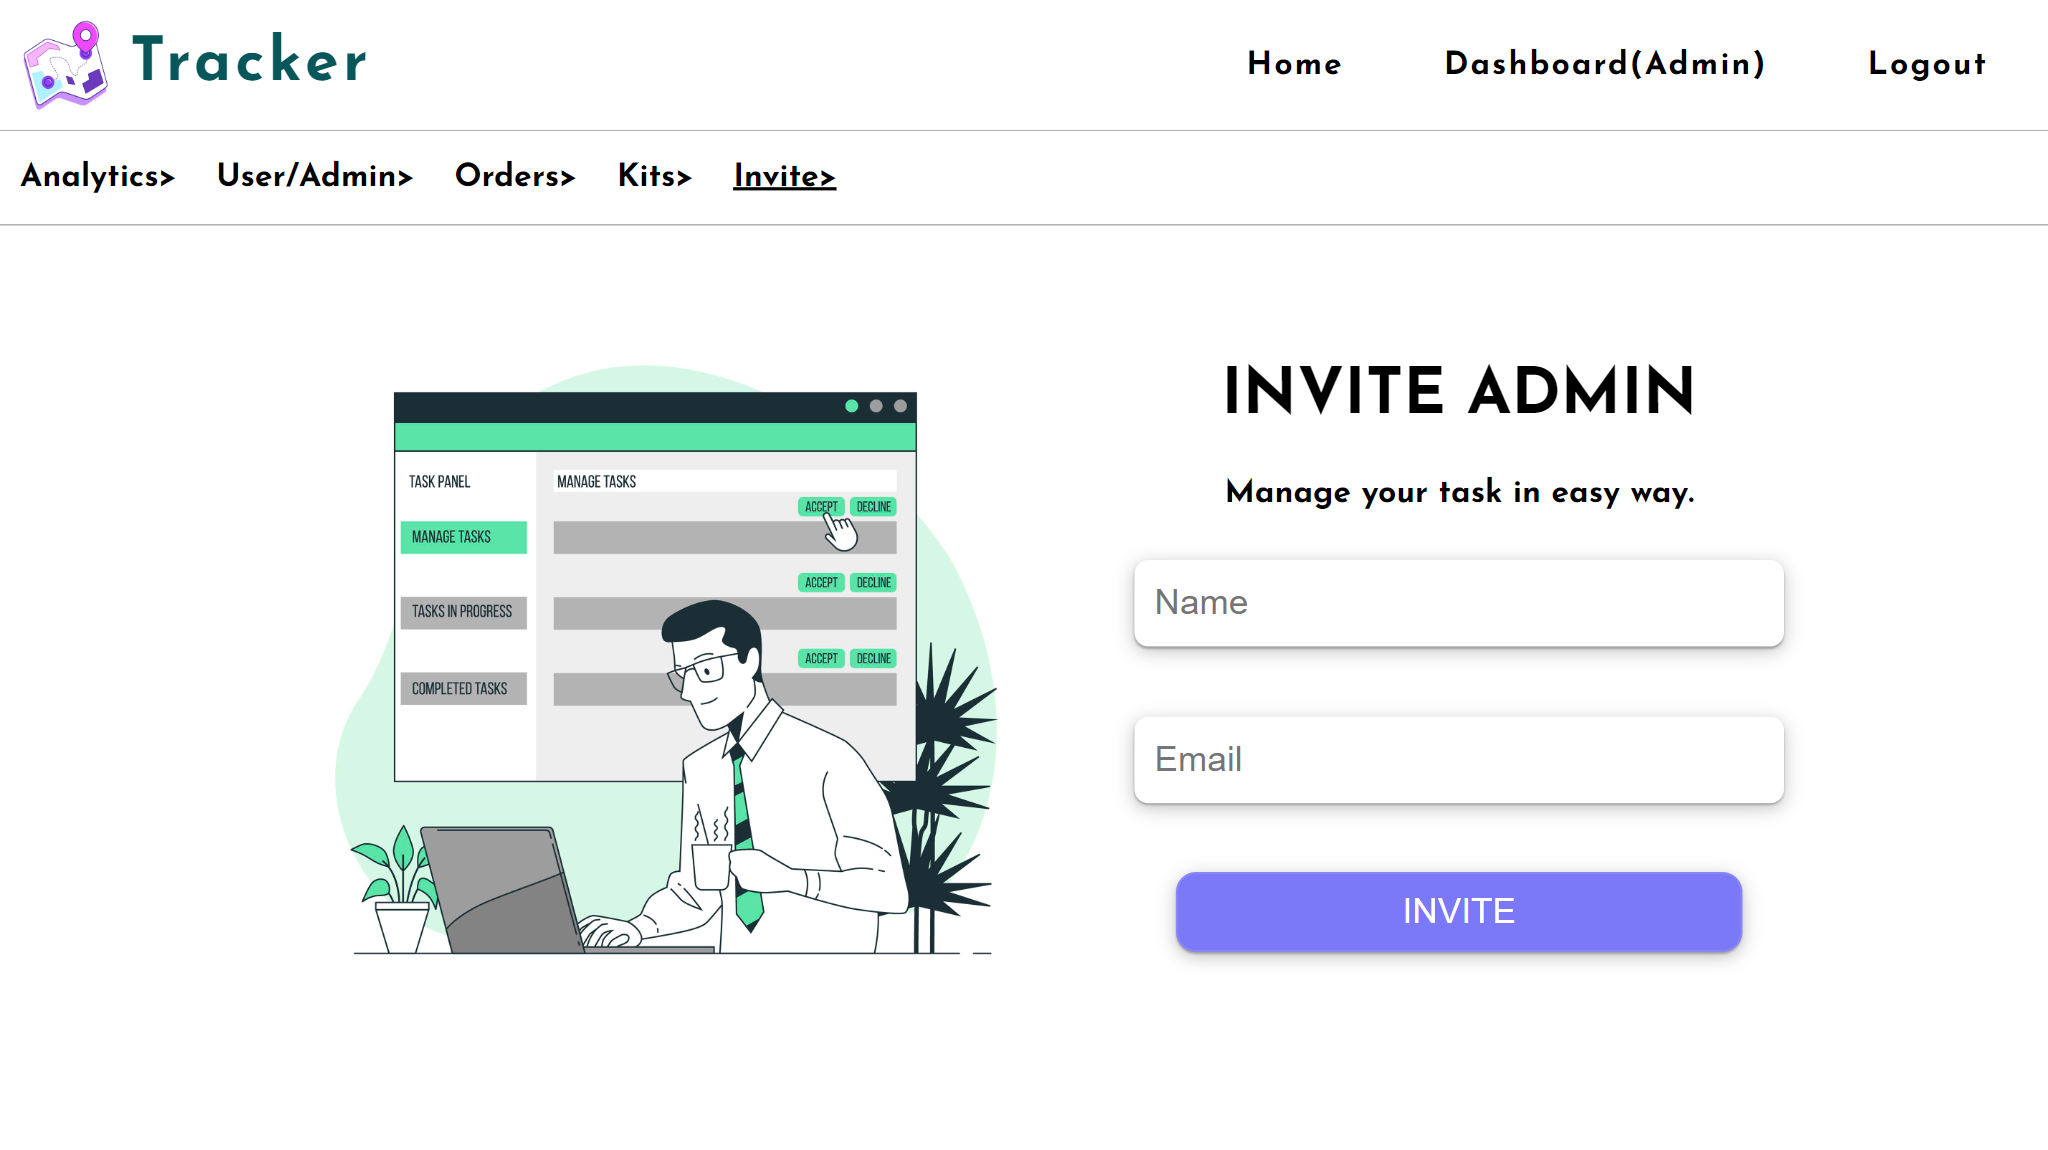 Tracker
Home Dashboard(Admin) Logout
Analytics> User/Admin> Orders> Kits> Invite>
TASK PANEL
MANAGE TASKS
TASKS IN PROGRESS
COMPLETED TASKS
MANAGE TASKS
ACCEPT DECLINE
ACCEPT DECLINE
ACCEPT DECLINE
INVITE ADMIN
Manage your task in easy way.
Name
Email
INVITE